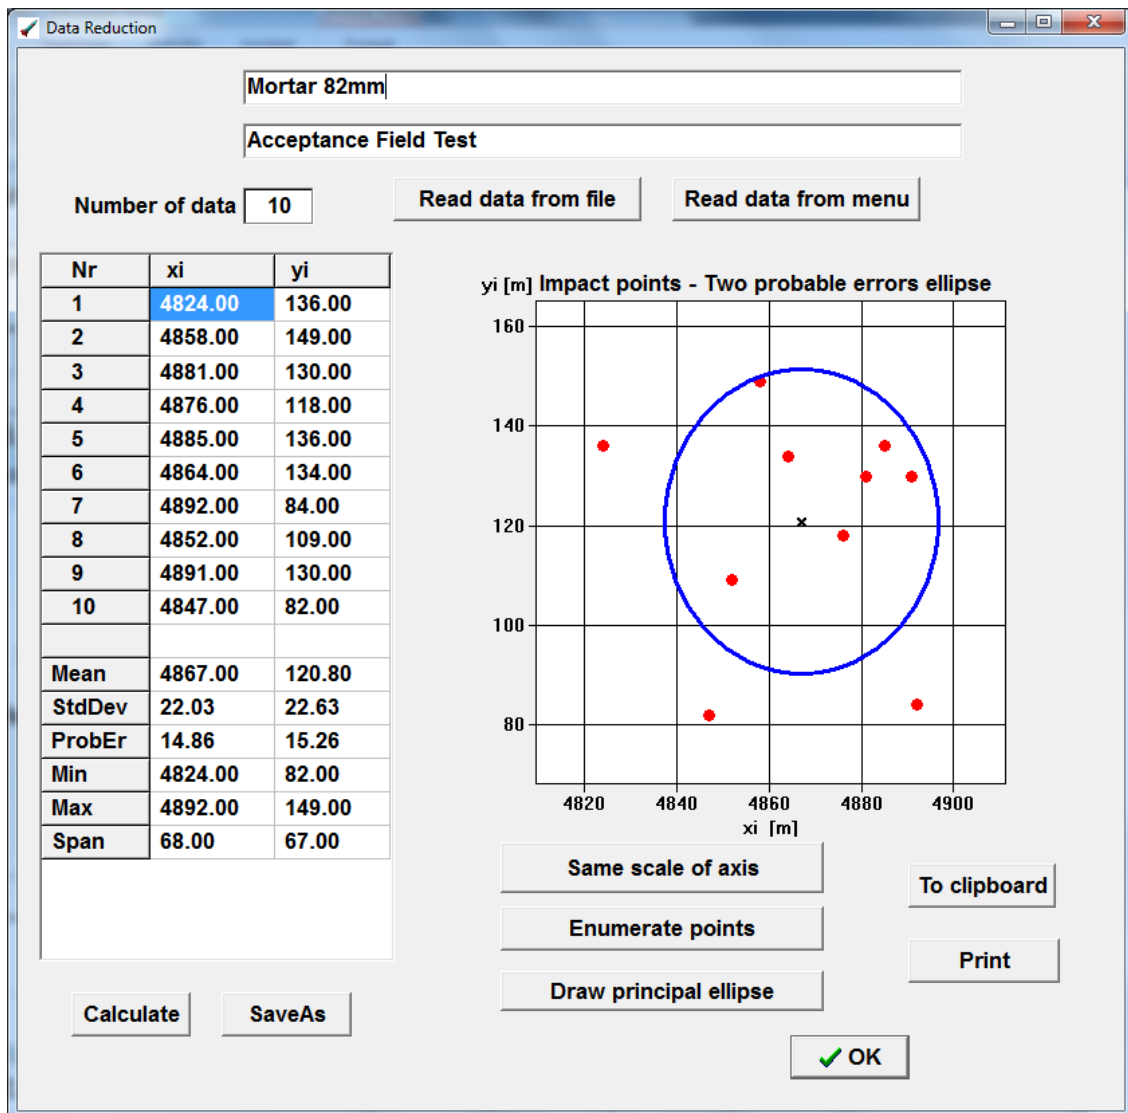 Data Reduction
Mortar 82mm
Acceptance Field Test
Number of data 10 Read data from file Read data from menu
Nr xi yi
1 4824.00 136.00
2 4858.00 149.00
3 4881.00 130.00
4 4876.00 118.00
5 4885.00 136.00
6 4864.00 134.00
7 4892.00 84.00
8 4852.00 109.00
9 4891.00 130.00
10 4847.00 82.00
Mean 4867.00 120.80
StdDev 22.03 22.63
ProbEr 14.86 15.26
Min 4824.00 82.00
Max 4892.00 149.00
Span 68.00 67.00
yi [m] Impact points - Two probable errors ellipse
160
140
120
100
80
4820 4840 4860 4880 4900
xi [m]
Same scale of axis
Enumerate points
Draw principal ellipse
To clipboard
Print
Calculate SaveAs
OK